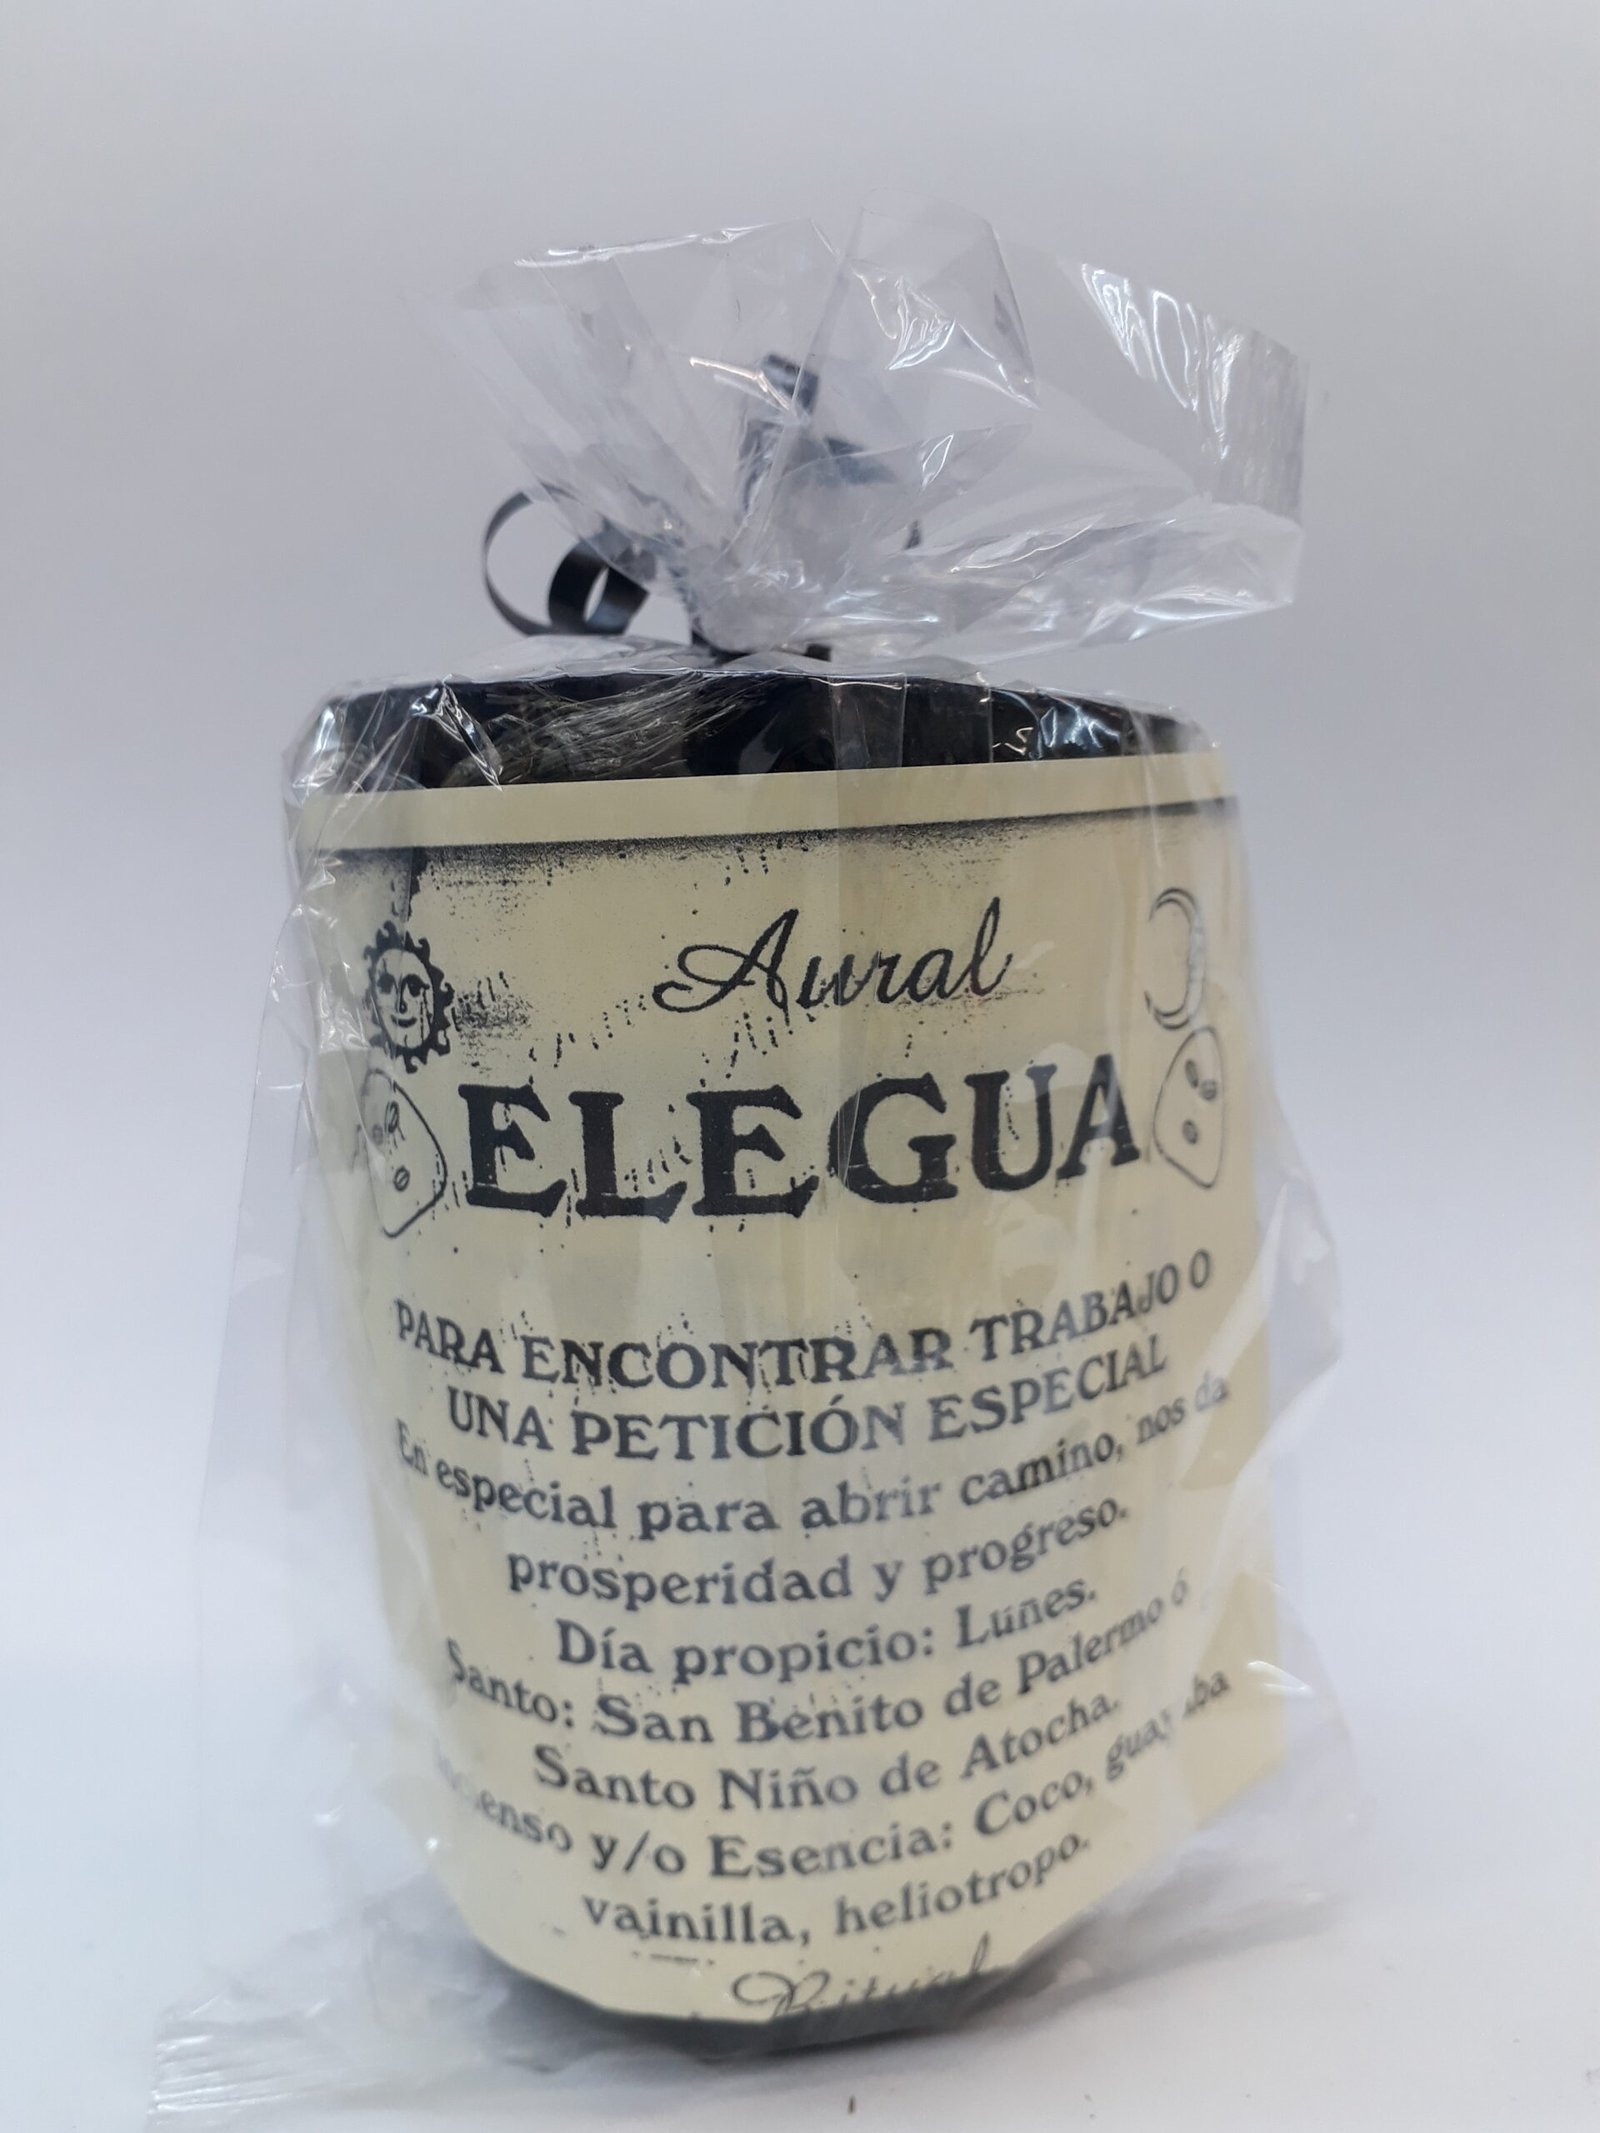 Aural
ELEGUA
PARA ENCONTRAR TRABAJO O
UNA PETICIÓN ESPECIAL
En especial para abrir camino, nos da
prosperidad y progreso.
Día propicio: Lunes.
Santo: San Benito de Palermo ó
Santo Niño de Atocha.
y/o Esencia: Coco,
vainilla, heliotropo.
Ritual